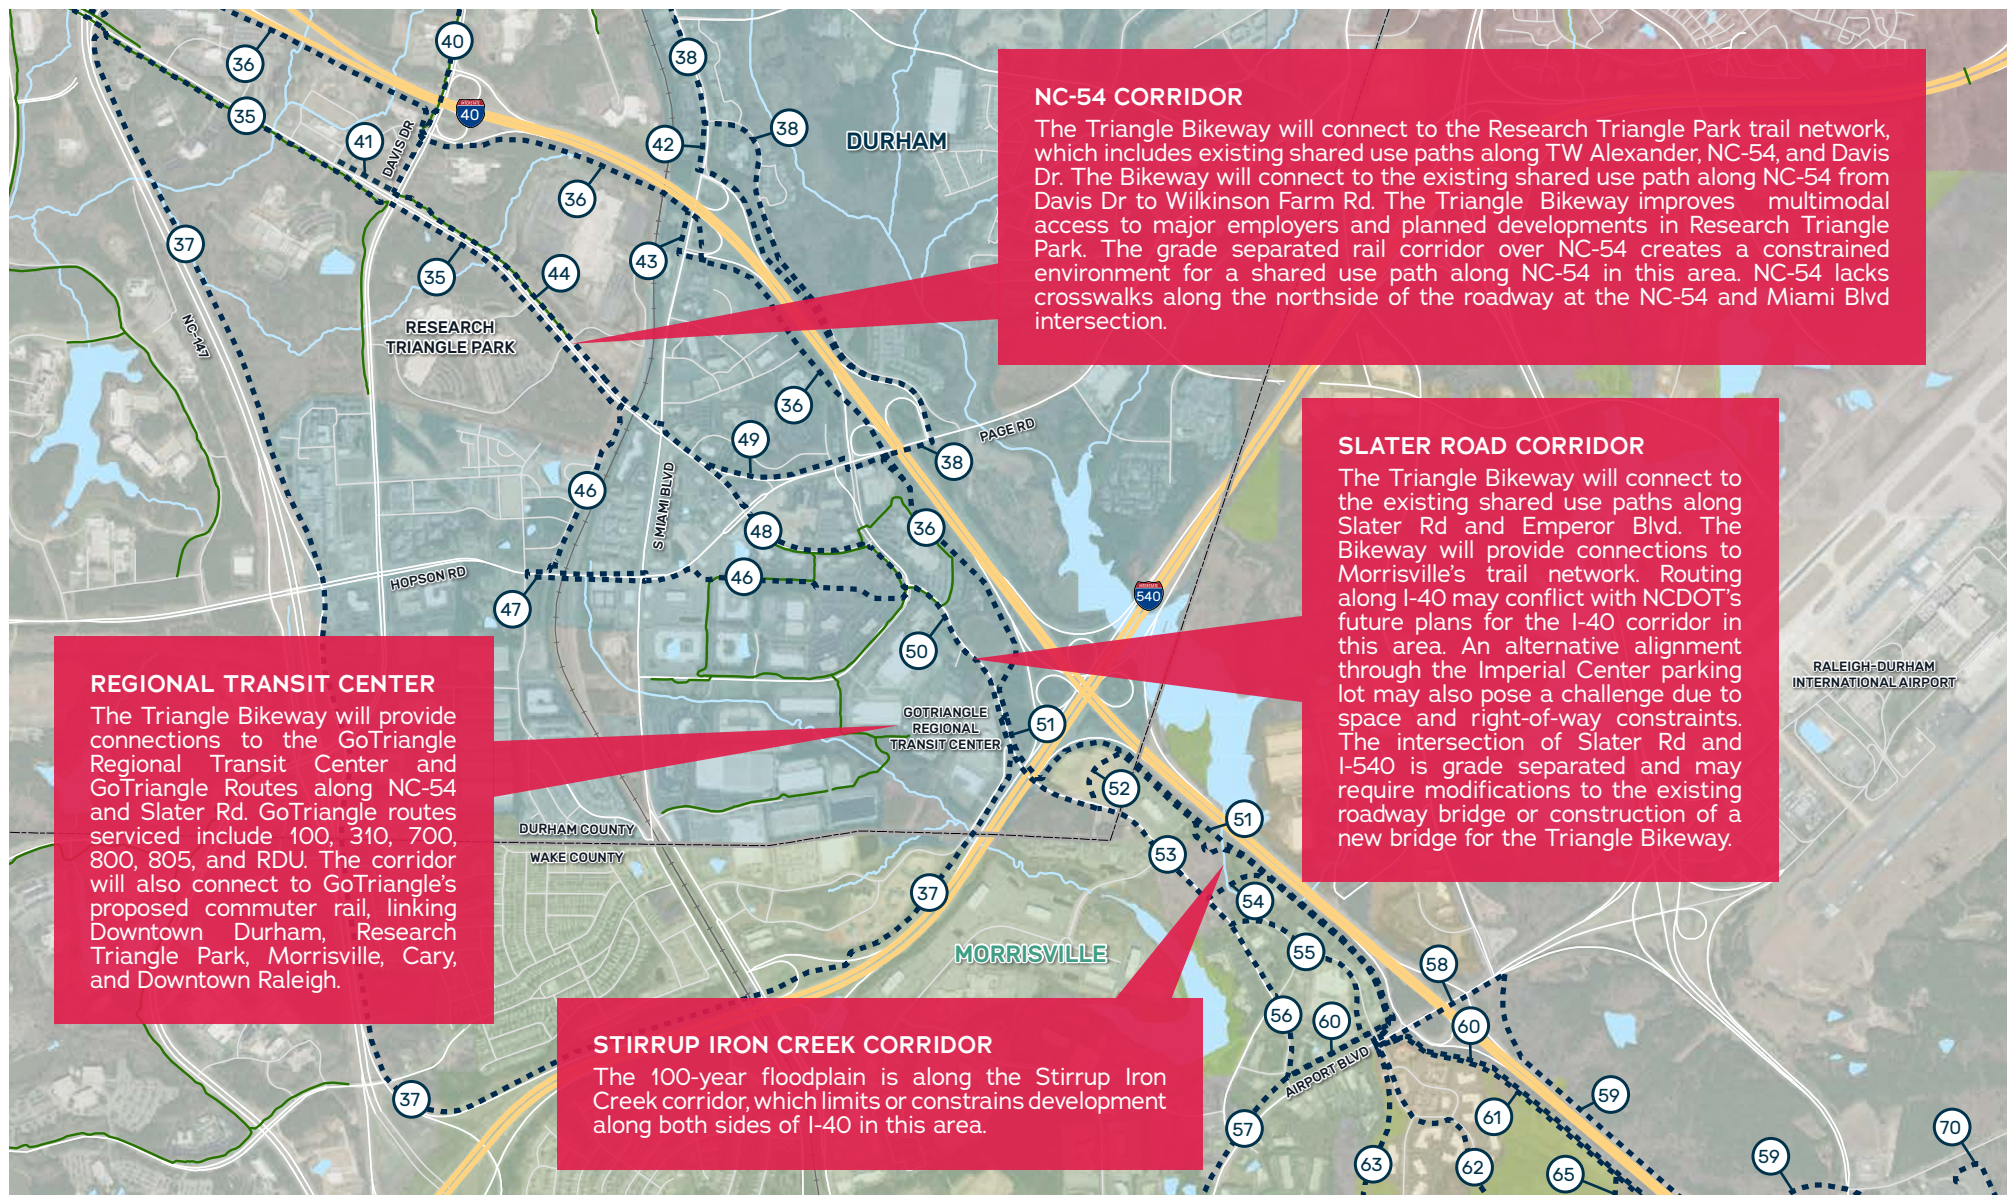 36
40
38
35
40
41
DAVIS DR
42
38
DURHAM
36
37
35
43
44
NC-147
RESEARCH
TRIANGLE PARK
NC-54 CORRIDOR
The Triangle Bikeway will connect to the Research Triangle Park trail network,
which includes existing shared use paths along TW Alexander, NC-54, and Davis
Dr. The Bikeway will connect to the existing shared use path along NC-54 from
Davis Dr to Wilkinson Farm Rd. The Triangle Bikeway improves multimodal
access to major employers and planned developments in Research Triangle
Park. The grade separated rail corridor over NC-54 creates a constrained
environment for a shared use path along NC-54 in this area. NC-54 lacks
crosswalks along the northside of the roadway at the NC-54 and Miami Blvd
intersection.
36
49
PAGE RD
38
46
S MIAMI BLVD
48
36
HOPSON RD
46
47
540
50
SLATER ROAD CORRIDOR
The Triangle Bikeway will connect to
the existing shared use paths along
Slater Rd and Emperor Blvd. The
Bikeway will provide connections to
Morrisville's trail network. Routing
along I-40 may conflict with NCDOT's
future plans for the I-40 corridor in
this area. An alternative alignment
through the Imperial Center parking
lot may also pose a challenge due to
space and right-of-way constraints.
The intersection of Slater Rd and
I-540 is grade separated and may
require modifications to the existing
roadway bridge or construction of a
new bridge for the Triangle Bikeway.
RALEIGH-DURHAM
INTERNATIONAL AIRPORT
REGIONAL TRANSIT CENTER
The Triangle Bikeway will provide
connections to the GoTriangle
Regional Transit Center and
GoTriangle Routes along NC-54
and Slater Rd. GoTriangle routes
serviced include 100, 310, 700,
800, 805, and RDU. The corridor
will also connect to GoTriangle's
proposed commuter rail, linking
Downtown Durham, Research
Triangle Park, Morrisville, Cary,
and Downtown Raleigh.
GOTRIANGLE
REGIONAL
TRANSIT CENTER
51
52
DURHAM COUNTY
WAKE COUNTY
51
53
37
54
MORRISVILLE
55
58
56
60
60
AIRPORT BLVD
STIRRUP IRON CREEK CORRIDOR
The 100-year floodplain is along the Stirrup Iron
Creek corridor, which limits or constrains development
along both sides of I-40 in this area.
37
59
61
57
70
59
63
62
65